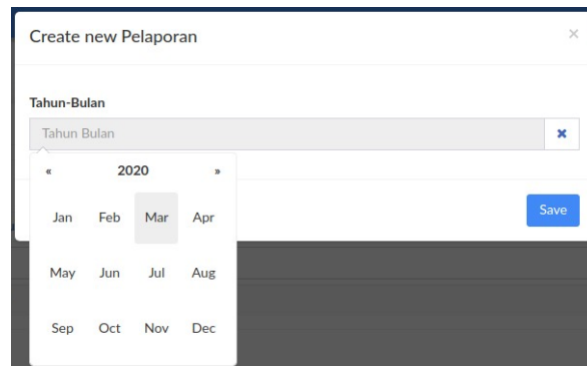 Create new Pelaporan ×
Tahun-Bulan
Tahun Bulan
« 2020 »
Save
Jan Feb Mar Apr
May Jun Jul Aug
Sep Oct Nov Dec